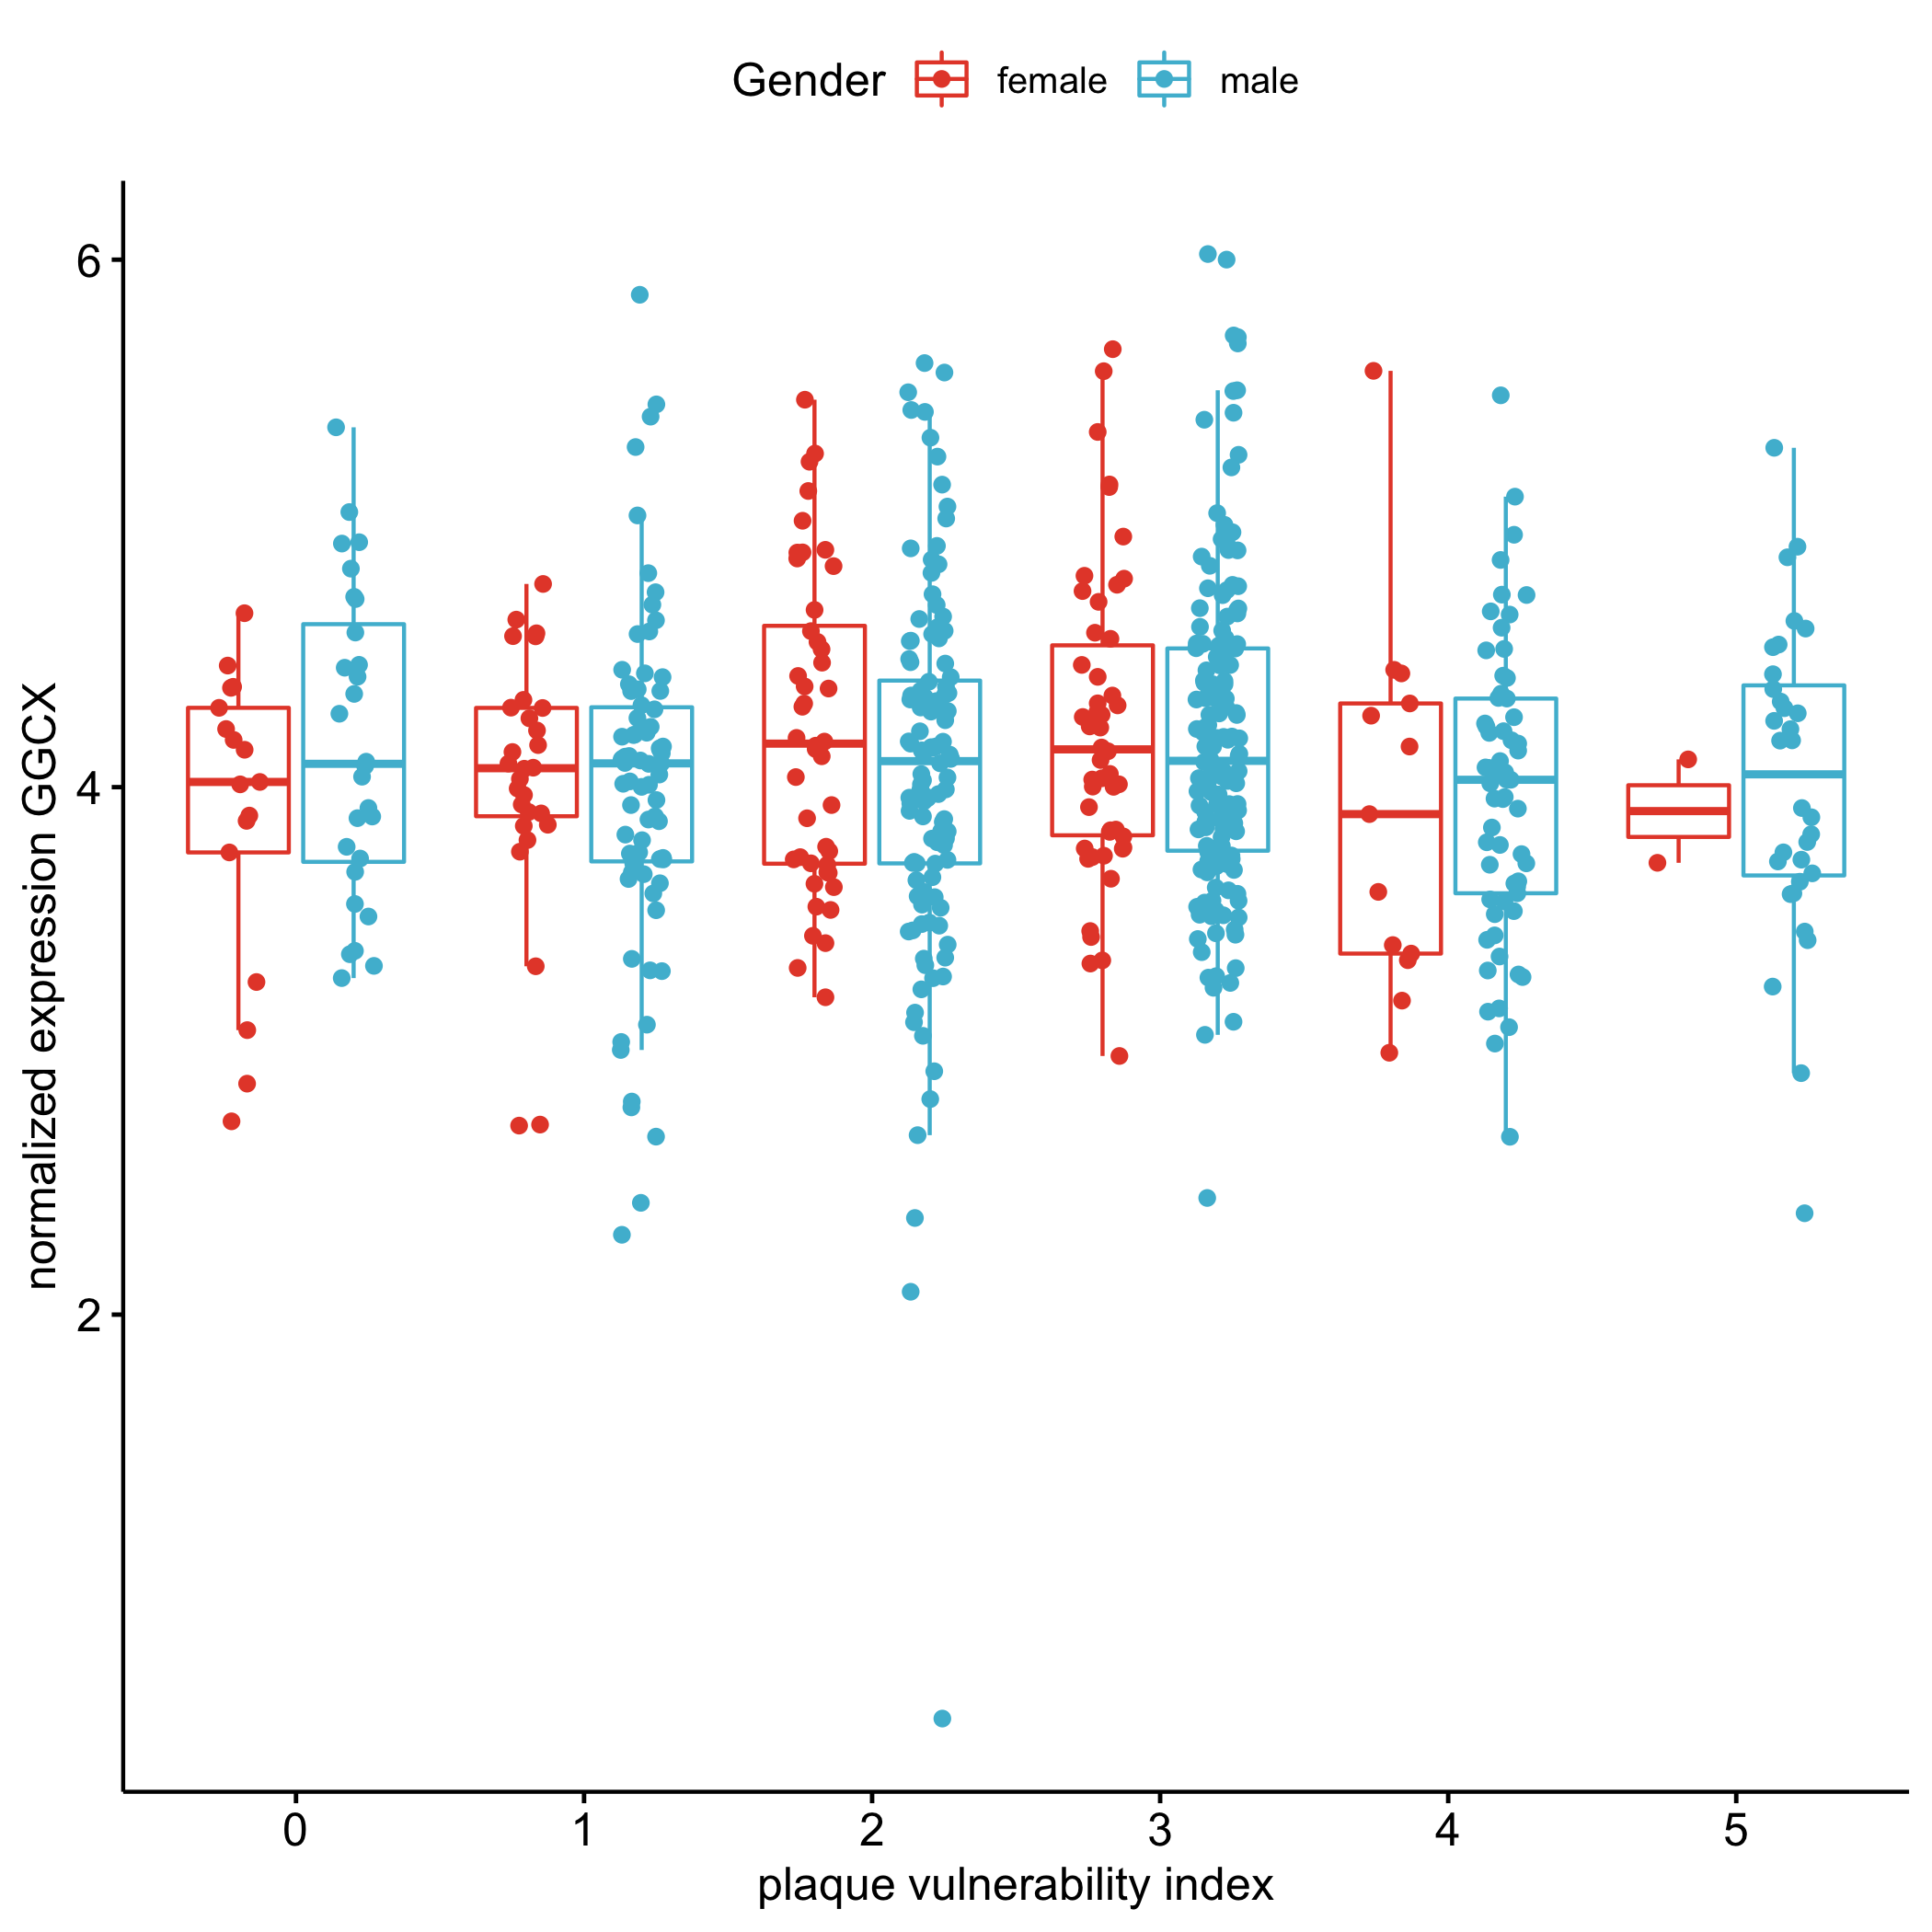 Gender female male
normalized expression GGCX
6
4
2
0 1 2 3 4 5
plaque vulnerability index